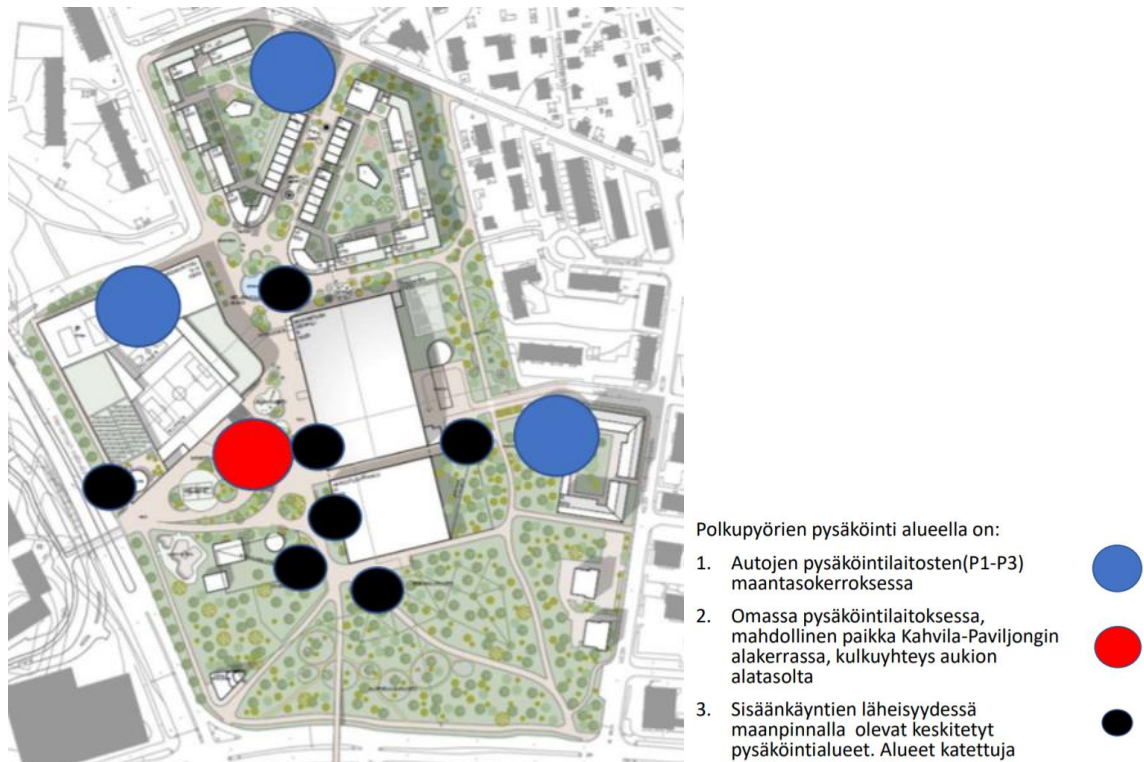 Polkupyörien pysäköinti alueella on:
1. Autojen pysäköintilaitosten(P1-P3)
maantasokerroksessa
2. Omassa pysäköintilaitoksessa,
mahdollinen paikka Kahvila-Paviljongin
alakerrassa, kulkuyhteys aukion
alatasolta
3. Sisäänkäyntien läheisyydessä
maanpinnalla olevat keskitetyt
pysäköintialueet. Alueet katettuja